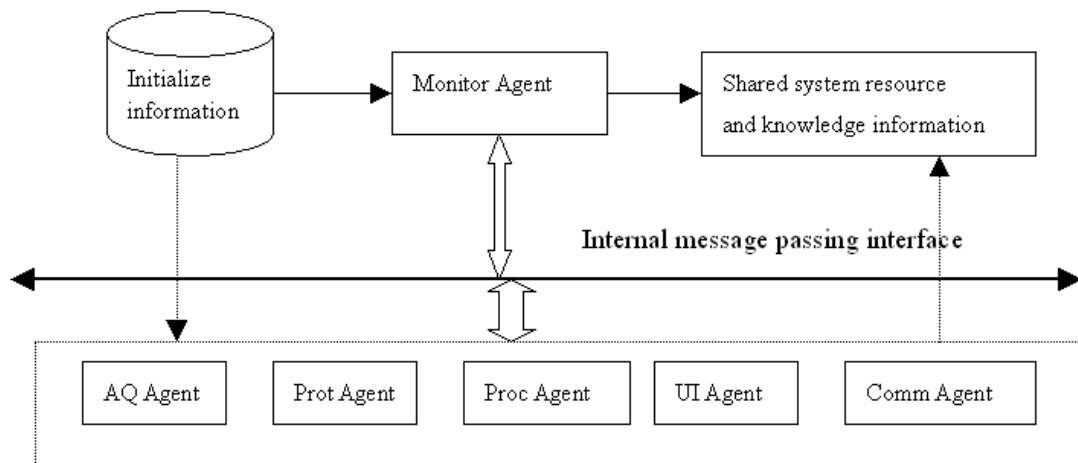 Initialize
information
Monitor Agent
Shared system resource
and knowledge information
Internal message passing interface
AQ Agent
Prot Agent
Proc Agent
UI Agent
Comm Agent